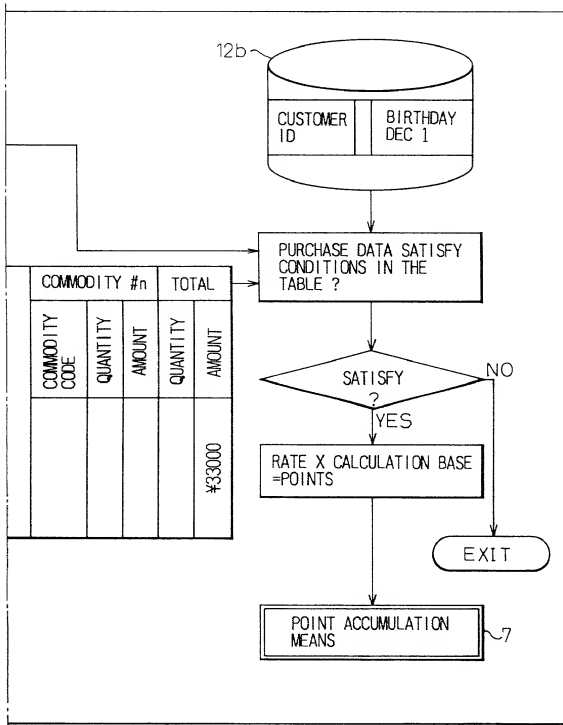 12b
CUSTOMER
ID
BIRTHDAY
DEC 1
PURCHASE DATA SATISFY
CONDITIONS IN THE
TABLE ?
COMMODITY #n
TOTAL
COMMODITY
CODE
QUANTITY
AMOUNT
QUANTITY
AMOUNT
¥33000
SATISFY
?
NO
YES
RATE X CALCULATION BASE
=POINTS
EXIT
POINT ACCUMULATION
MEANS
7